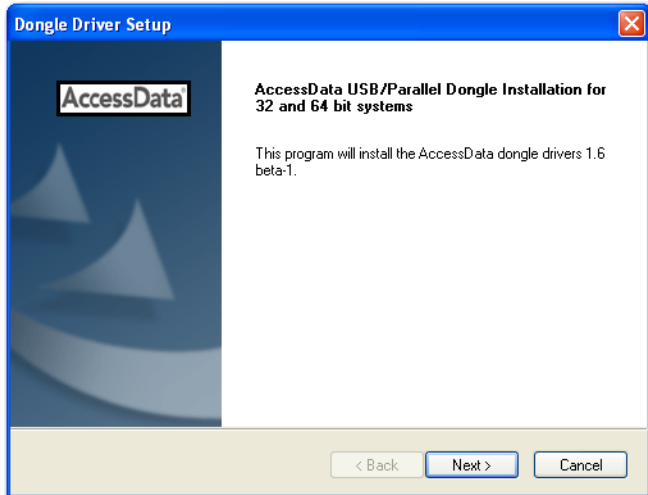 Dongle Driver Setup
AccessData
AccessData USB/Parallel Dongle Installation for
32 and 64 bit systems
This program will install the AccessData dongle drivers 1.6
beta-1.
< Back
Next >
Cancel